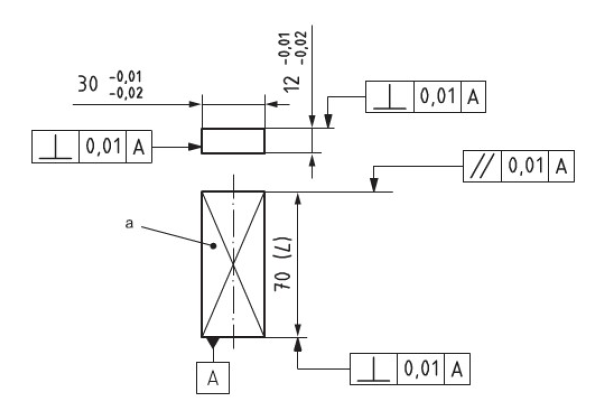 30 -0,01 -0,02
12 -0,01 -0,02
⊥ 0,01 A
⊥ 0,01 A
// 0,01 A
a
70 (L)
A
⊥ 0,01 A